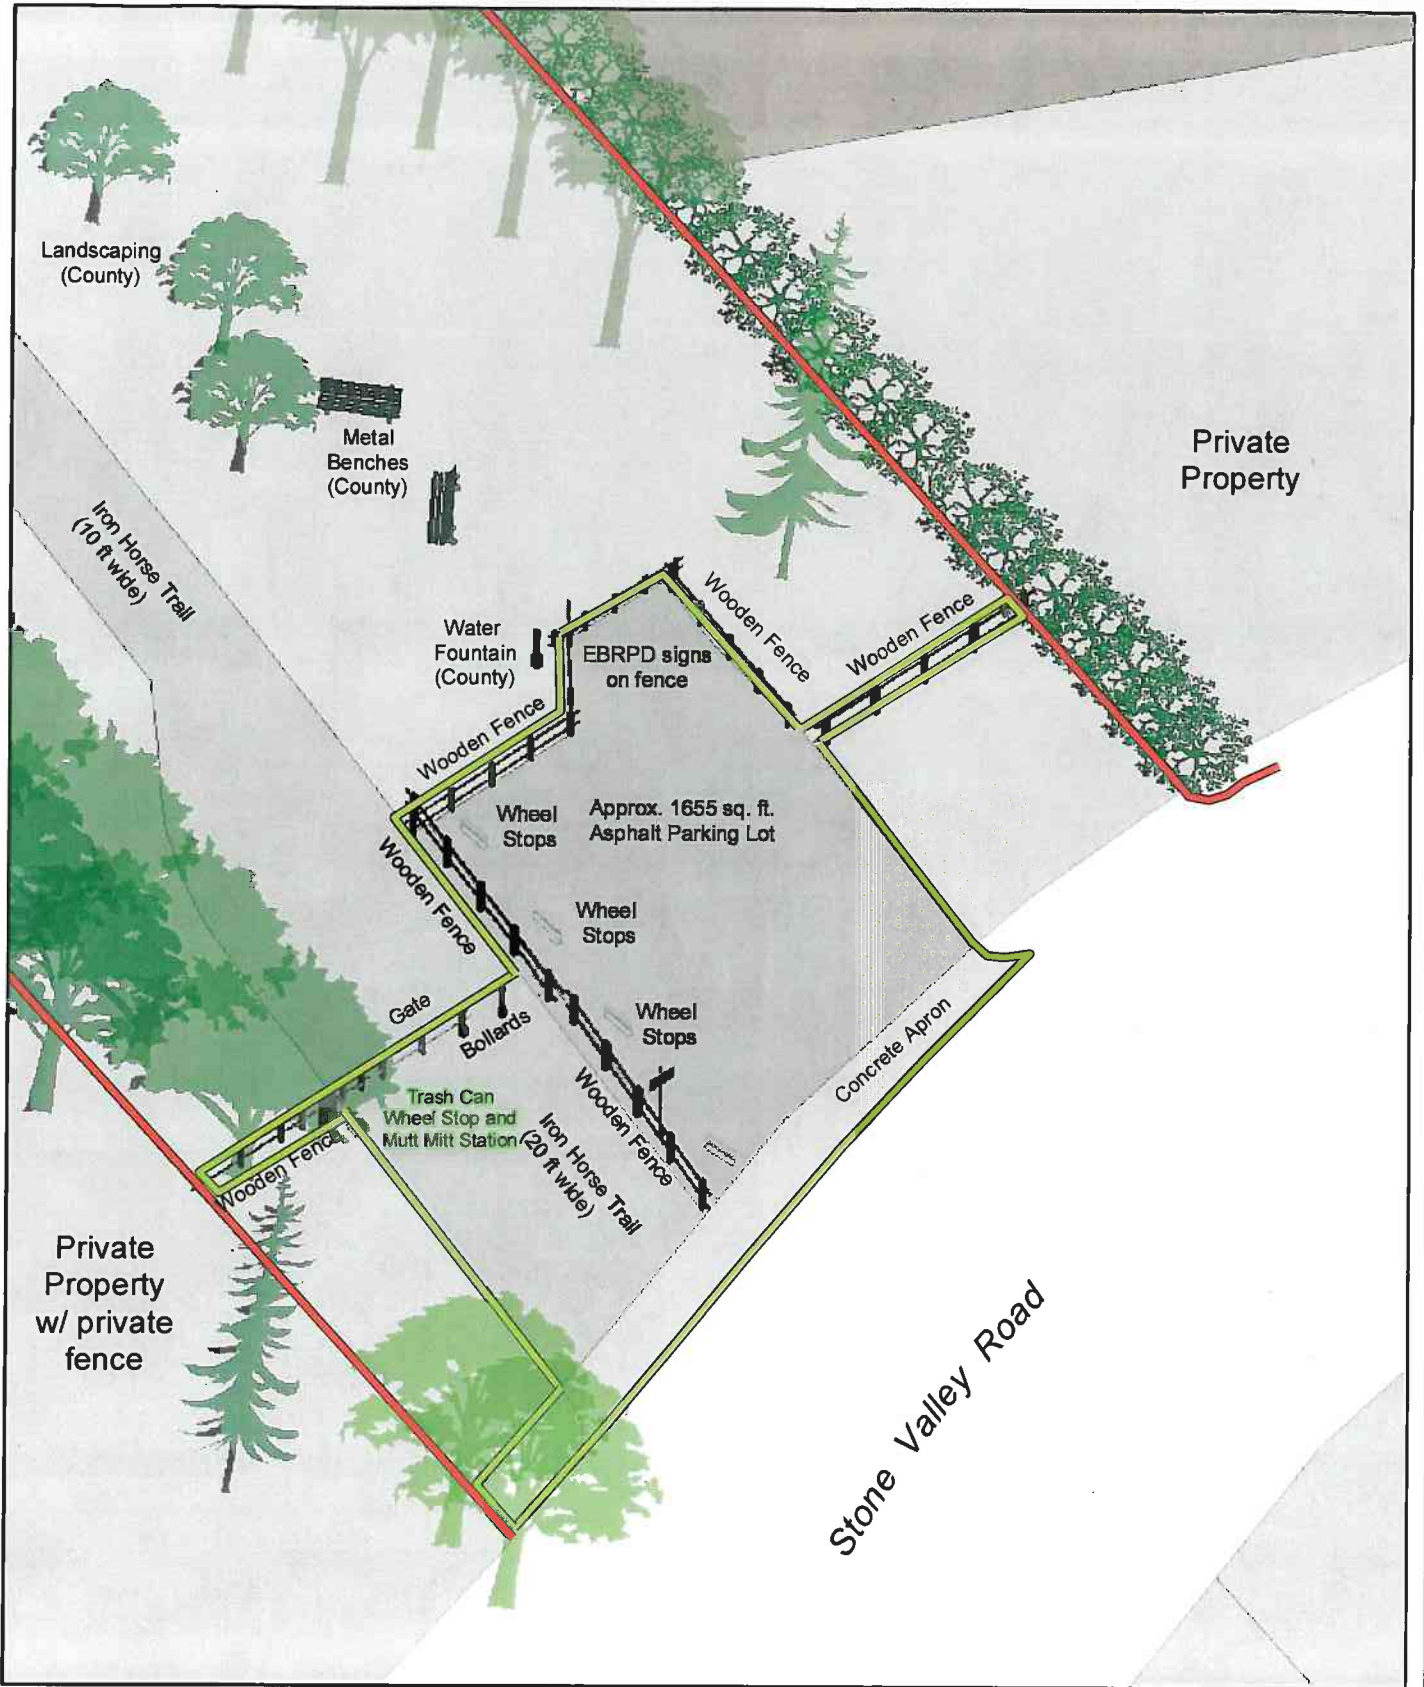 Landscaping
(County)
Metal
Benches
(County)
Private
Property
Iron Horse Trail
(10 ft wide)
Water
Fountain
(County)
EBRPD signs
on fence
Wooden Fence
Wooden Fence
Wooden Fence
Wheel
Stops
Approx. 1655 sq. ft.
Asphalt Parking Lot
Wooden Fence
Wheel
Stops
Gate
Bollards
Wheel
Stops
Concrete Apron
Trash Can
Wheel Stop and
Mutt Mitt Station
Wooden Fence
Iron Horse Trail
(20 ft wide)
Wooden Fence
Private
Property
w/ private
fence
Stone Valley Road